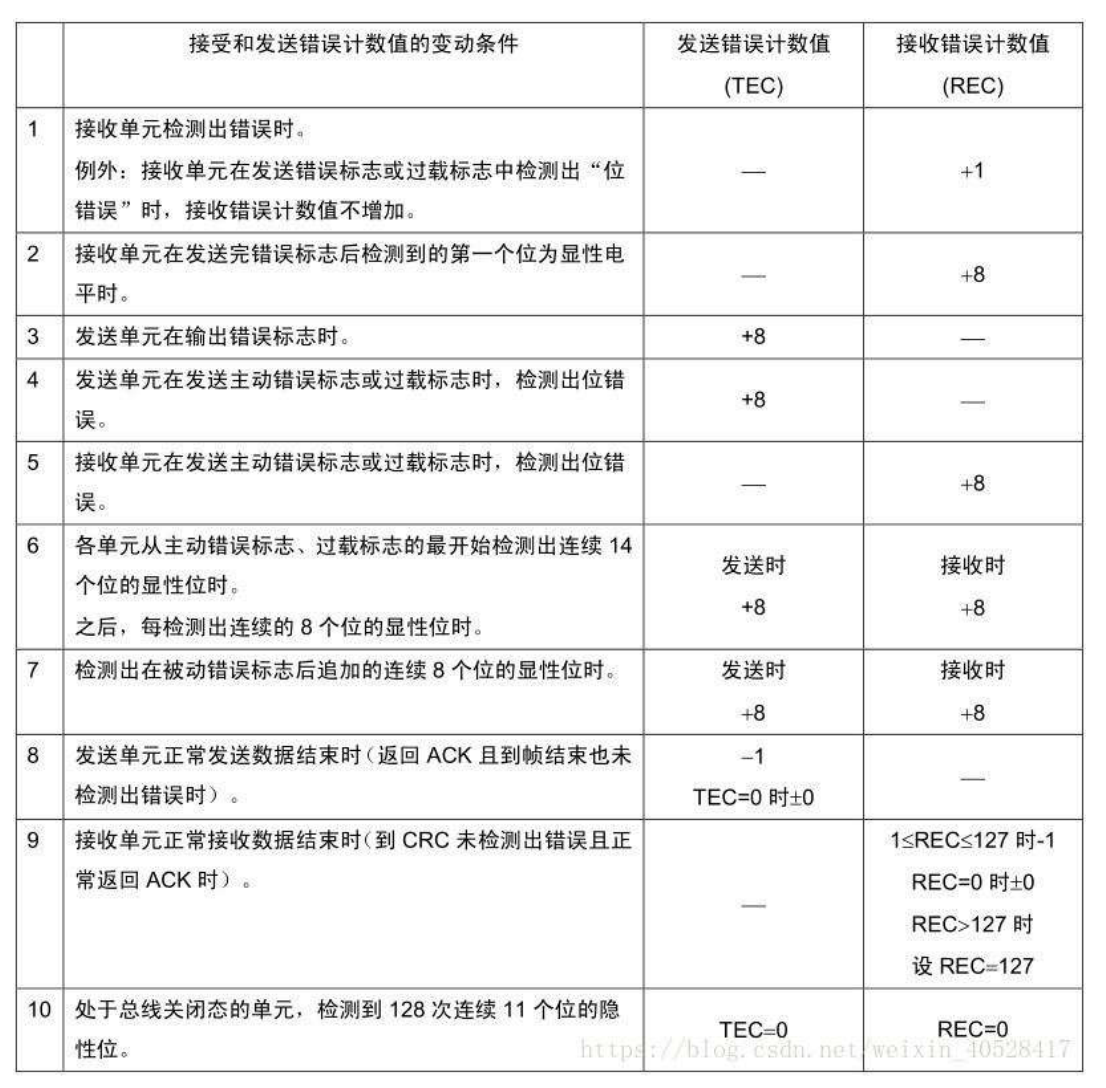 接受和发送错误计数值的变动条件 发送错误计数值 接收错误计数值
(TEC) (REC)
1 接收单元检测出错误时。
例外：接收单元在发送错误标志或过载标志中检测出“位 — +1
错误”时，接收错误计数值不增加。
2 接收单元在发送完错误标志后检测到的第一个位为显性电
平时。 — +8
3 发送单元在输出错误标志时。 +8 —
4 发送单元在发送主动错误标志或过载标志时，检测出位错
误。 +8 —
5 接收单元在发送主动错误标志或过载标志时，检测出位错
误。 — +8
6 各单元从主动错误标志、过载标志的最开始检测出连续 14
个位的显性位时。 发送时 接收时
之后，每检测出连续的 8 个位的显性位时。 +8 +8
7 检测出在被动错误标志后追加的连续 8 个位的显性位时。 发送时 接收时
+8 +8
8 发送单元正常发送数据结束时（返回 ACK 且到帧结束也未 −1
检测出错误时）。 TEC=0 时±0 —
9 接收单元正常接收数据结束时（到 CRC 未检测出错误且正 1≤REC≤127 时-1
常返回 ACK 时）。 — REC=0 时±0
REC>127 时
设 REC=127
10 处于总线关闭态的单元，检测到 128 次连续 11 个位的隐
性位。 TEC=0 REC=0
https://blog.csdn.net/weixin_40528417